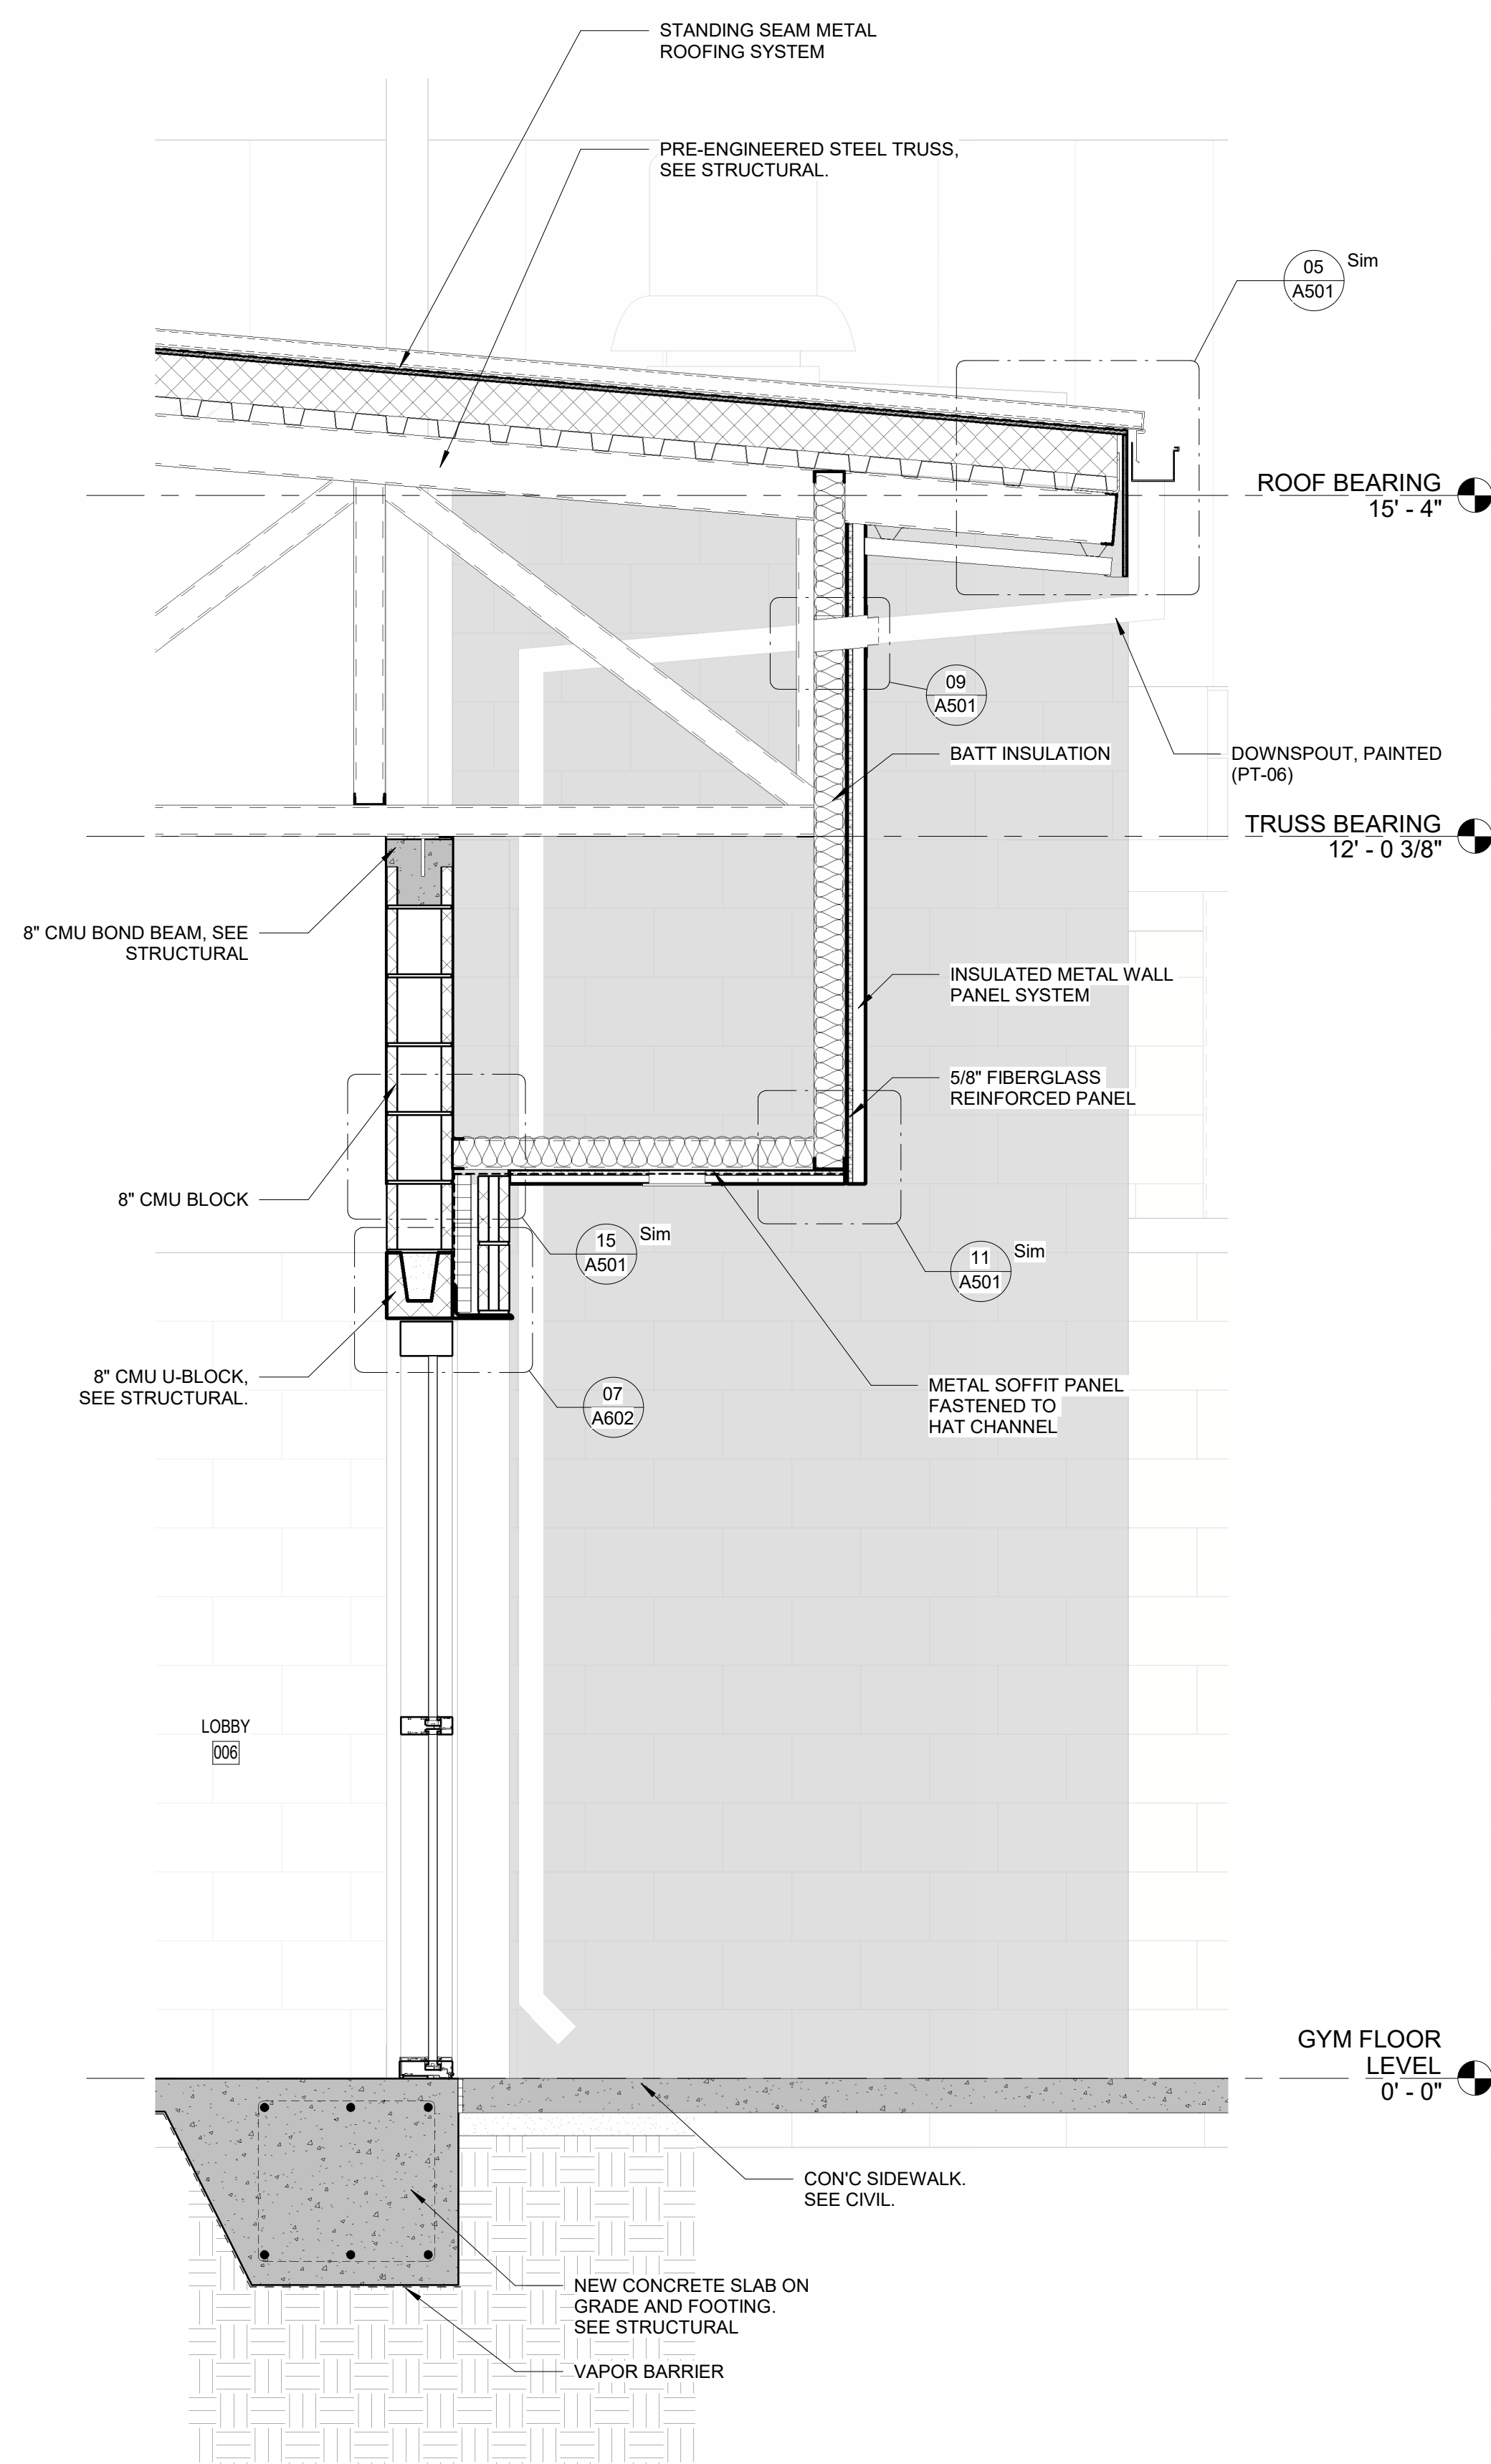 STANDING SEAM METAL
ROOFING SYSTEM
PRE-ENGINEERED STEEL TRUSS,
SEE STRUCTURAL.
05
A501
Sim
ROOF BEARING
15' - 4"
09
A501
BATT INSULATION
DOWNSPOUT, PAINTED
(PT-06)
TRUSS BEARING
12' - 0 3/8"
8" CMU BOND BEAM, SEE
STRUCTURAL
INSULATED METAL WALL
PANEL SYSTEM
5/8" FIBERGLASS
REINFORCED PANEL
8" CMU BLOCK
15
A501
Sim
11
A501
Sim
8" CMU U-BLOCK,
SEE STRUCTURAL.
07
A602
METAL SOFFIT PANEL
FASTENED TO
HAT CHANNEL
LOBBY
006
GYM FLOOR
LEVEL
0' - 0"
CON'C SIDEWALK.
SEE CIVIL.
NEW CONCRETE SLAB ON
GRADE AND FOOTING.
SEE STRUCTURAL
VAPOR BARRIER